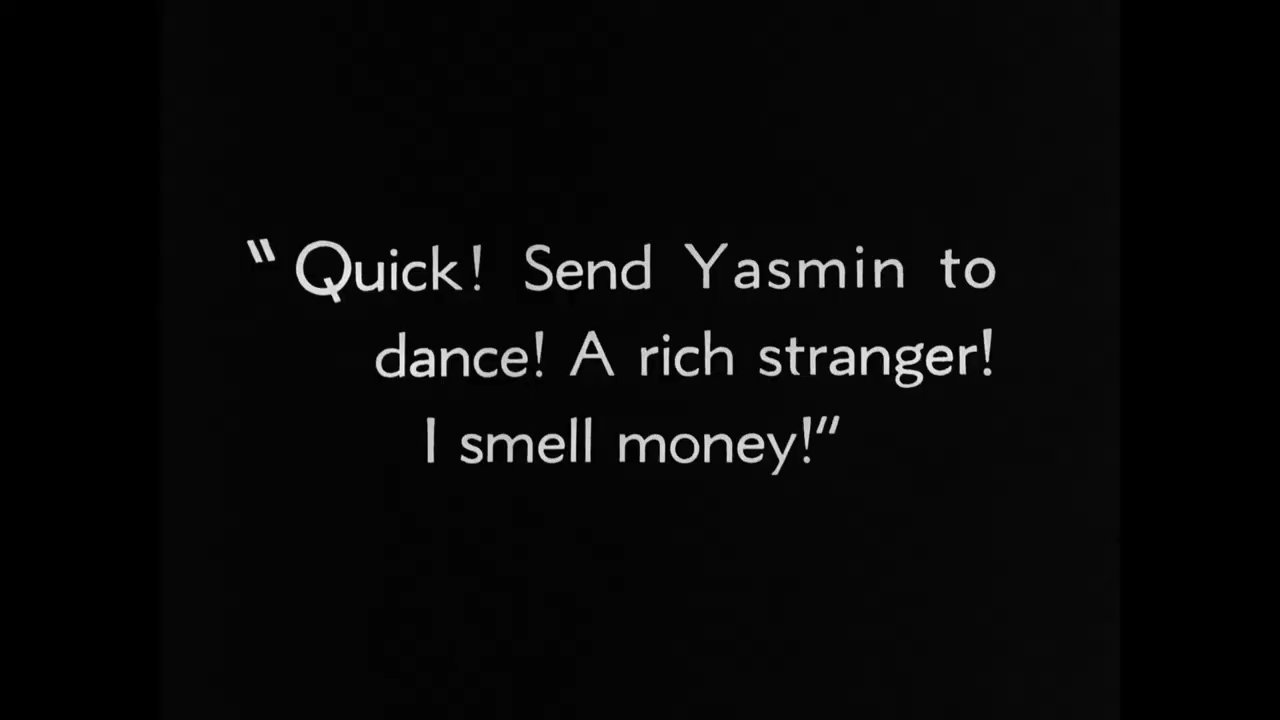 “Quick! Send Yasmin to
dance! A rich stranger!
I smell money!”